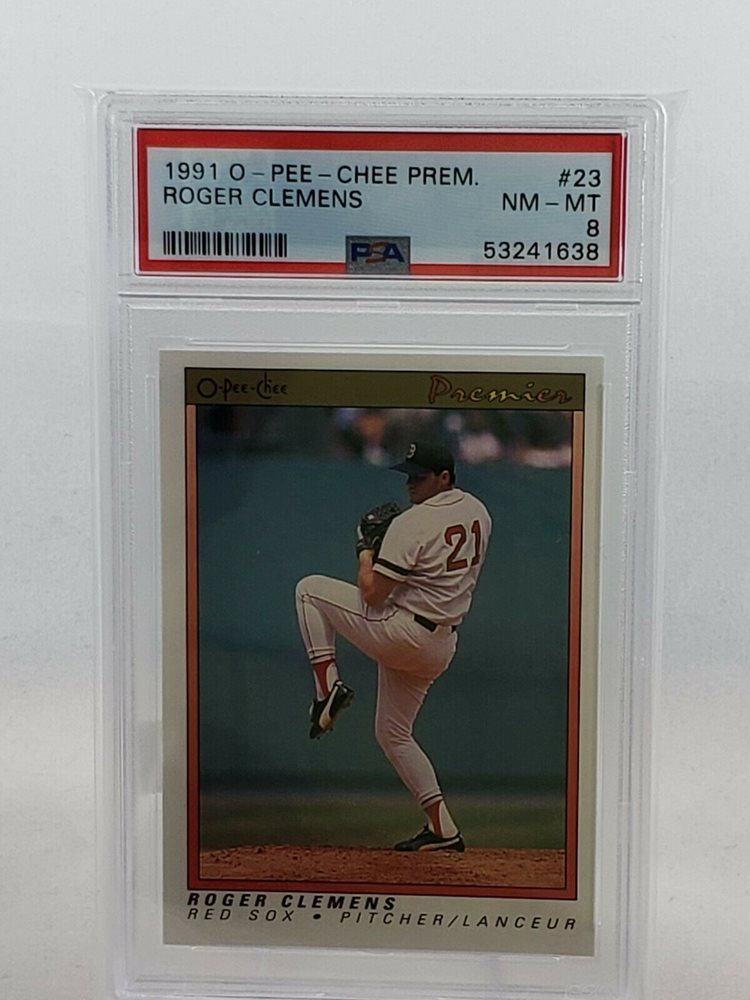 1991 O-PEE-CHEE PREM. #23
ROGER CLEMENS NM-MT
8
PSA 53241638
O-Pee-Chee Premier
B
21
ROGER CLEMENS
RED SOX • PITCHER/LANCEUR